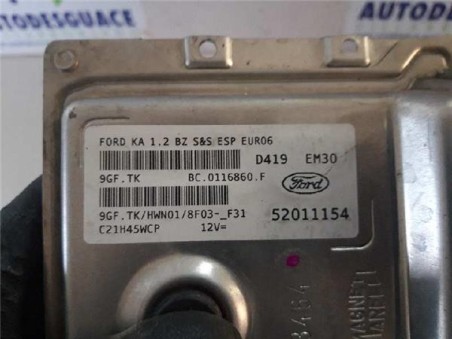 AUTODESGUACE
AUTODES
FORD KA 1.2 BZ S&S ESP EURO6
D419 EM30
9GF.TK BC.0116860.F
Ford
9GF.TK/HWN01/8F03-_F31 52011154
C21H45WCP 12V=
MAGNETI
MARELLI